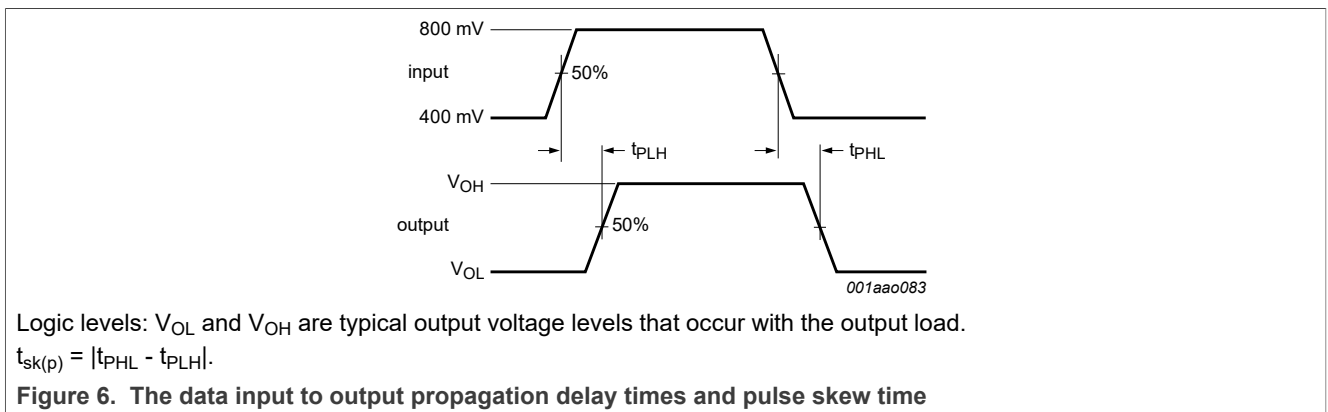 800 mV
input
50%
400 mV
tPLH
tPHL
VOH
output
50%
VOL
001aao083
Logic levels: VOL and VOH are typical output voltage levels that occur with the output load.
tsk(p) = |tPHL - tPLH|.
Figure 6. The data input to output propagation delay times and pulse skew time